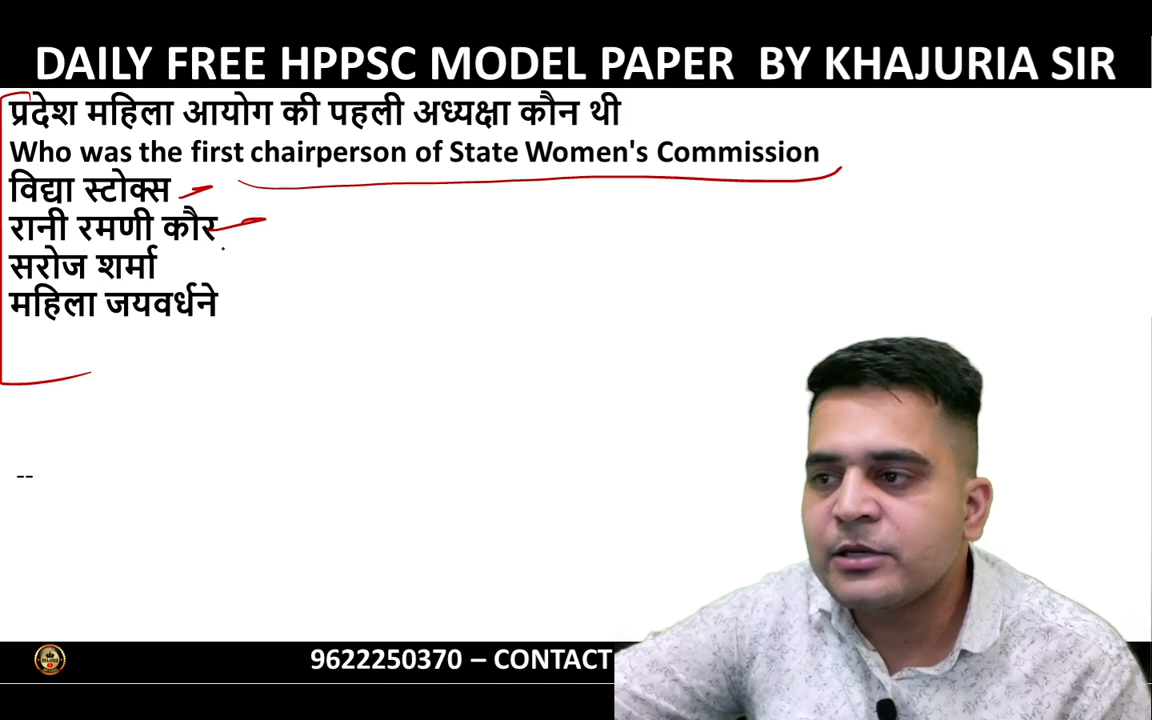 DAILY FREE HPPSC MODEL PAPER BY KHAJURIA SIR
प्रदेश महिला आयोग की पहली अध्यक्षा कौन थी
Who was the first chairperson of State Women's Commission
विद्या स्टोक्स
रानी रमणी कौर
सरोज शर्मा
महिला जयवर्धने
--
9622250370 – CONTACT